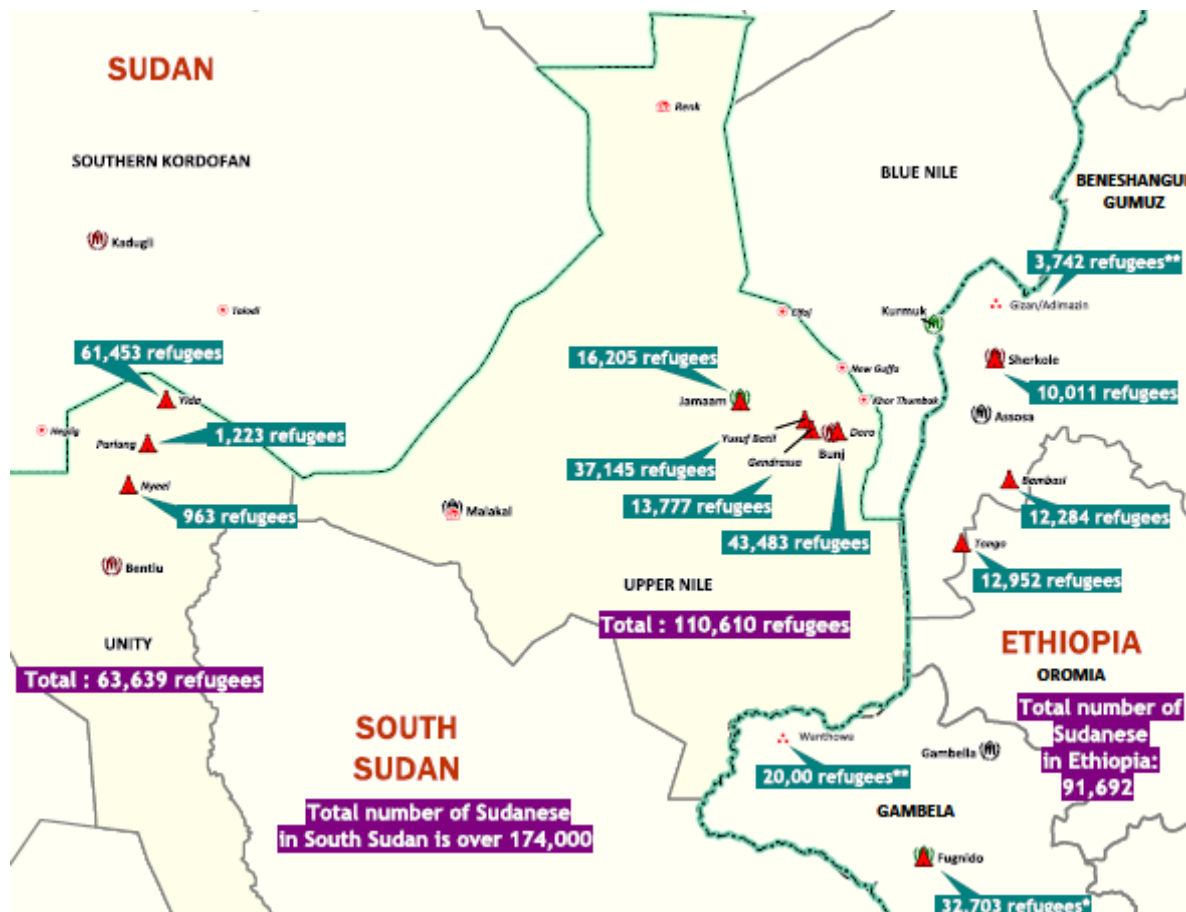 SUDAN
SOUTHERN KORDOFAN
Renk
BLUE NILE
BENESHANGUL
GUMUZ
Kadugli
3,742 refugees**
Gizan/Adimazin
Talodi
Elfoj
Kurmuk
61,453 refugees
16,205 refugees
New Guffa
Sherkole
10,011 refugees
Yida
Jamaam
Khor Thumbak
Assosa
Heglig
Pariang
1,223 refugees
Yusuf Batil
Doro
Gendrassa
Bunj
37,145 refugees
Nyeel
963 refugees
13,777 refugees
Bambasi
12,284 refugees
Malakal
43,483 refugees
Tongo
12,952 refugees
Bentiu
UPPER NILE
Total : 110,610 refugees
UNITY
Total : 63,639 refugees
ETHIOPIA
OROMIA
Total number of
Sudanese
in Ethiopia:
91,692
SOUTH
SUDAN
Total number of Sudanese
in South Sudan is over 174,000
Wanthowa
20,00 refugees**
Gambella
GAMBELA
Fugnido
32,703 refugees*